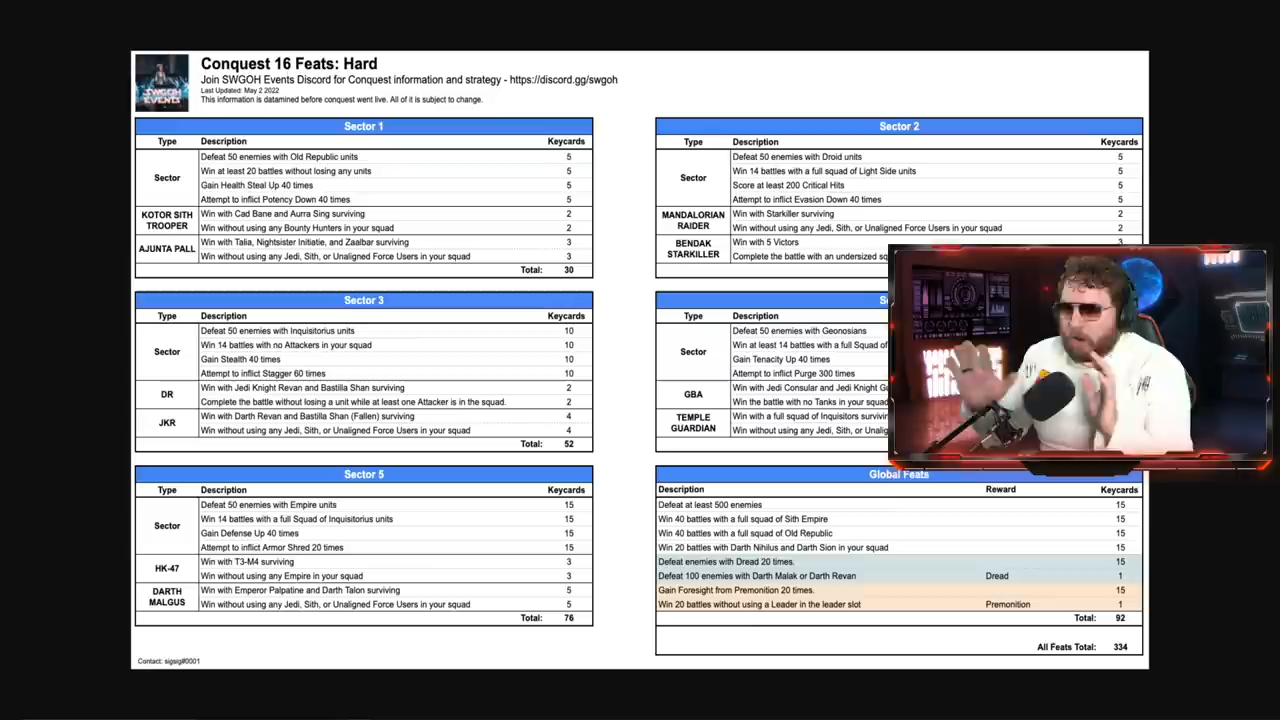 SWGOH
EVENTS
Conquest 16 Feats: Hard
Join SWGOH Events Discord for Conquest information and strategy - https://discord.gg/swgoh
Last Updated: May 2 2022
This information is datamined before conquest went live. All of it is subject to change.
Sector 1
Type Description Keycards
Sector
Defeat 50 enemies with Old Republic units 5
Win at least 20 battles without losing any units 5
Gain Health Steal Up 40 times 5
Attempt to inflict Potency Down 40 times 5
KOTOR SITH TROOPER
Win with Cad Bane and Aurra Sing surviving 2
Win without using any Bounty Hunters in your squad 2
AJUNTA PALL
Win with Talia, Nightsister Initiatie, and Zaalbar surviving 3
Win without using any Jedi, Sith, or Unaligned Force Users in your squad 3
Total: 30
Sector 2
Type Description Keycards
Sector
Defeat 50 enemies with Droid units 5
Win 14 battles with a full squad of Light Side units 5
Score at least 200 Critical Hits 5
Attempt to inflict Evasion Down 40 times 5
MANDALORIAN RAIDER
Win with Starkiller surviving 2
Win without using any Jedi, Sith, or Unaligned Force Users in your squad 2
BENDAK STARKILLER
Win with 5 Victors
Complete the battle with an undersized
Sector 3
Type Description Keycards
Sector
Defeat 50 enemies with Inquisitorius units 10
Win 14 battles with no Attackers in your squad 10
Gain Stealth 40 times 10
Attempt to inflict Stagger 60 times 10
DR
Win with Jedi Knight Revan and Bastilla Shan surviving 2
Complete the battle without losing a unit while at least one Attacker is in the squad. 2
JKR
Win with Darth Revan and Bastilla Shan (Fallen) surviving 4
Win without using any Jedi, Sith, or Unaligned Force Users in your squad 4
Total: 52
Type Description
Sector
Defeat 50 enemies with Geonosians
Win at least 14 battles with a full Squad of
Gain Tenacity Up 40 times
Attempt to inflict Purge 300 times
GBA
Win with Jedi Consular and Jedi Knight
Win the battle with no Tanks in your squad
TEMPLE GUARDIAN
Win with a full squad of Inquisitors
Win without using any Jedi, Sith, or
Sector 5
Type Description Keycards
Sector
Defeat 50 enemies with Empire units 15
Win 14 battles with a full Squad of Inquisitorius units 15
Gain Defense Up 40 times 15
Attempt to inflict Armor Shred 20 times 15
HK-47
Win with T3-M4 surviving 3
Win without using any Empire in your squad 3
DARTH MALGUS
Win with Emperor Palpatine and Darth Talon surviving 5
Win without using any Jedi, Sith, or Unaligned Force Users in your squad 5
Total: 76
Global Feats
Description Reward Keycards
Defeat at least 500 enemies 15
Win 40 battles with a full squad of Sith Empire 15
Win 40 battles with a full squad of Old Republic 15
Win 20 battles with Darth Nihilus and Darth Sion in your squad 15
Defeat enemies with Dread 20 times. 15
Defeat 100 enemies with Darth Malak or Darth Revan Dread 1
Gain Foresight from Premonition 20 times. 15
Win 20 battles without using a Leader in the leader slot Premonition 1
Total: 92
All Feats Total: 334
Contact: sigsig#0001